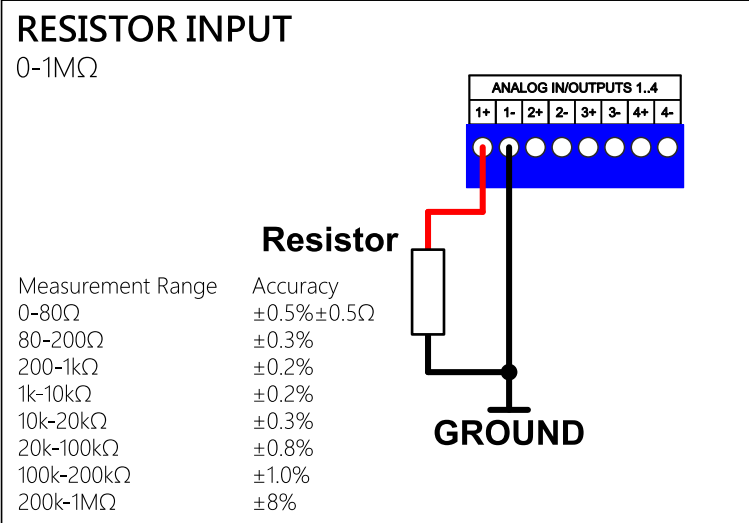 RESISTOR INPUT
0-1MΩ
ANALOG IN/OUTPUTS 1..4
1+ 1- 2+ 2- 3+ 3- 4+ 4-
Resistor
Measurement Range Accuracy
0-80Ω ±0.5%±0.5Ω
80-200Ω ±0.3%
200-1kΩ ±0.2%
1k-10kΩ ±0.2%
10k-20kΩ ±0.3%
20k-100kΩ ±0.8%
100k-200kΩ ±1.0%
200k-1MΩ ±8%
GROUND